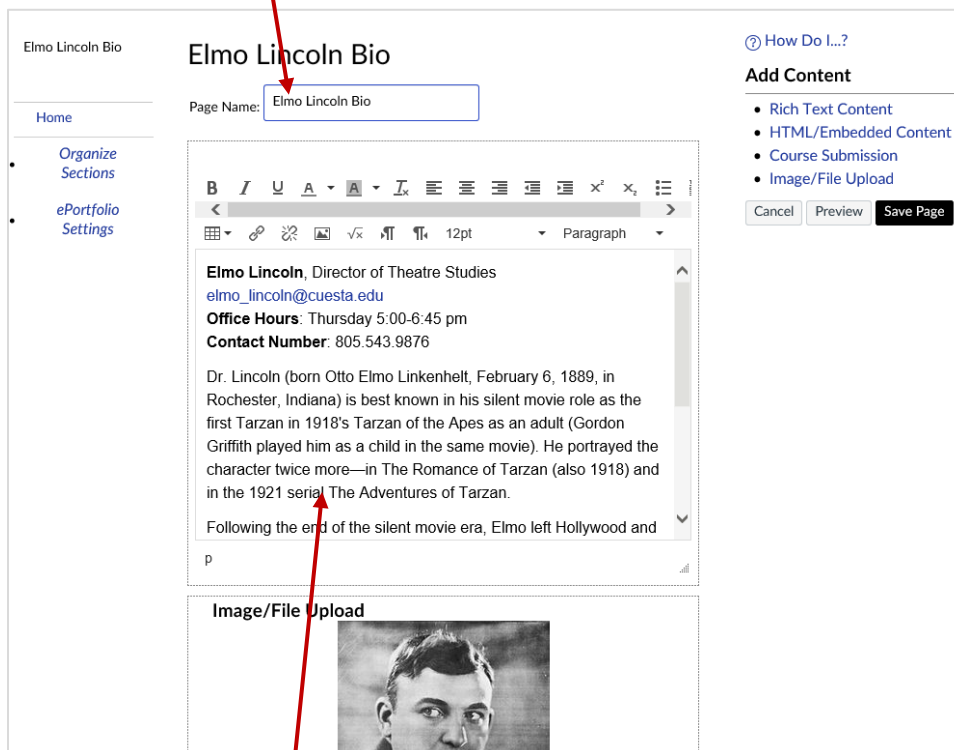 Elmo Lincoln Bio
Home
Organize
Sections
ePortfolio
Settings
Elmo Lincoln Bio
Page Name: Elmo Lincoln Bio
B I U A A Ix x² x₂
√x ¶ ¶ 12pt Paragraph
Elmo Lincoln, Director of Theatre Studies
elmo_lincoln@cuesta.edu
Office Hours: Thursday 5:00-6:45 pm
Contact Number: 805.543.9876
Dr. Lincoln (born Otto Elmo Linkenhelt, February 6, 1889, in
Rochester, Indiana) is best known in his silent movie role as the
first Tarzan in 1918's Tarzan of the Apes as an adult (Gordon
Griffith played him as a child in the same movie). He portrayed the
character twice more—in The Romance of Tarzan (also 1918) and
in the 1921 serial The Adventures of Tarzan.
Following the end of the silent movie era, Elmo left Hollywood and
p
Image/File Upload
? How Do I...?
Add Content
• Rich Text Content
• HTML/Embedded Content
• Course Submission
• Image/File Upload
Cancel Preview Save Page